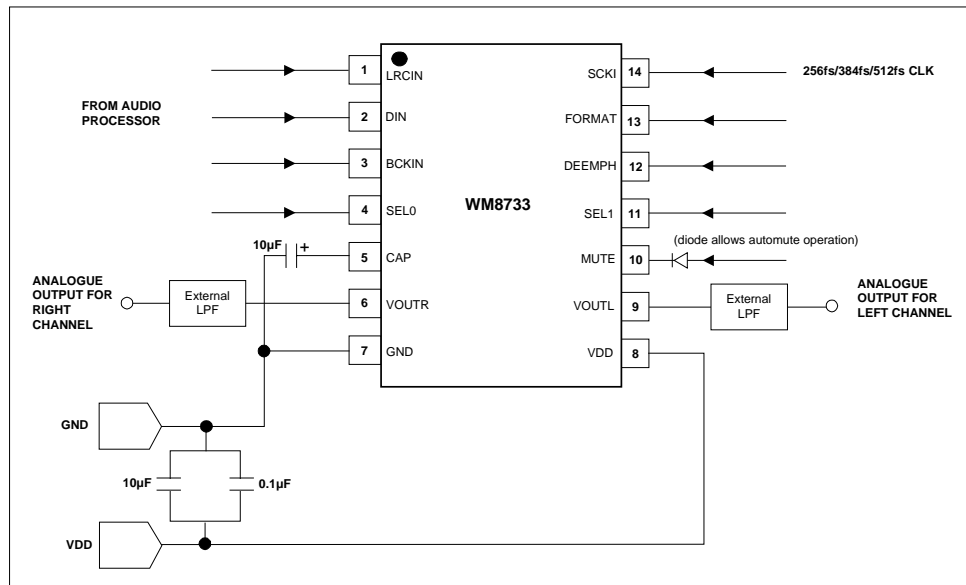 1
LRCIN
SCKI
14
256fs/384fs/512fs CLK
FROM AUDIO
PROCESSOR
2
DIN
FORMAT
13
3
BCKIN
DEEMPH
12
WM8733
4
SEL0
SEL1
11
10µF
+
5
CAP
MUTE
10
(diode allows automute operation)
ANALOGUE
OUTPUT FOR
RIGHT
CHANNEL
External
LPF
6
VOUTR
VOUTL
9
External
LPF
ANALOGUE
OUTPUT FOR
LEFT CHANNEL
7
GND
VDD
8
GND
10µF
0.1µF
VDD